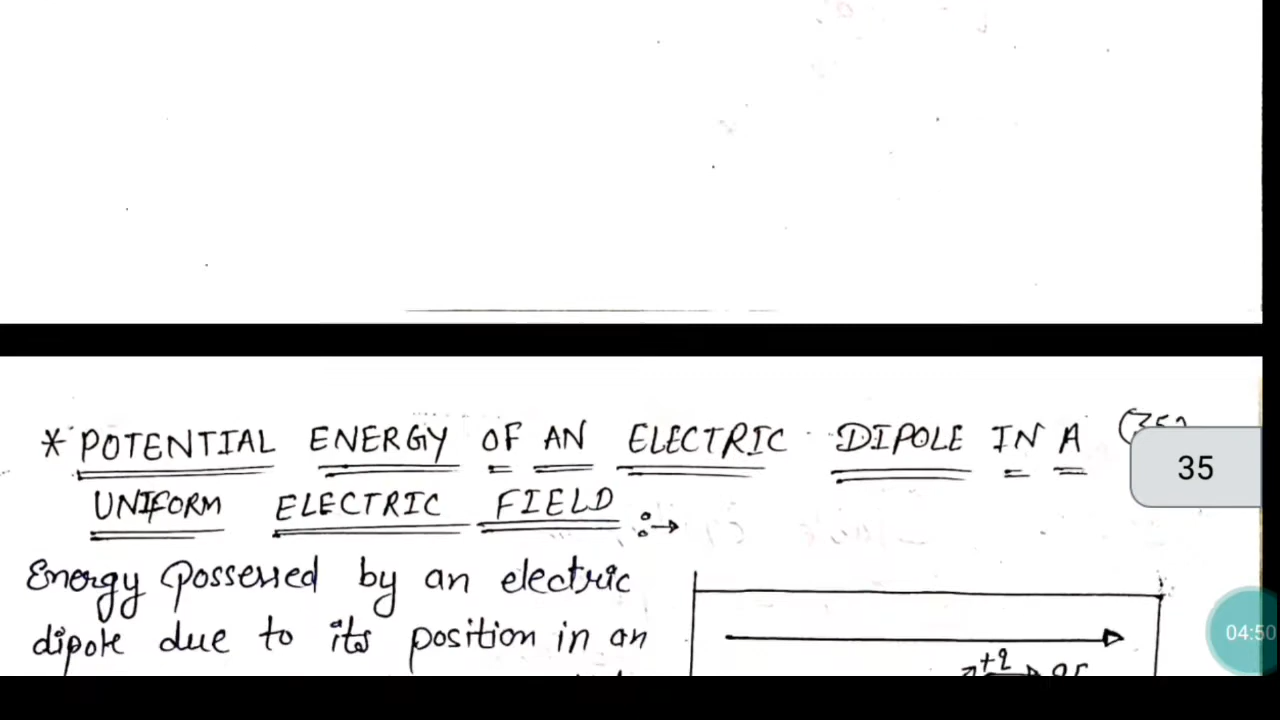 * POTENTIAL ENERGY OF AN ELECTRIC DIPOLE IN A
35
UNIFORM ELECTRIC FIELD :→
Energy Possessed by an electric
dipole due to its position in an
+q
04:50